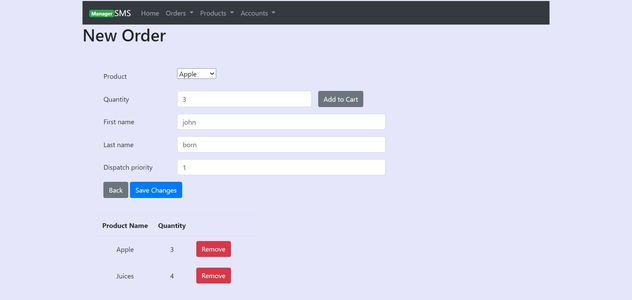 Manager SMS Home Orders Products Accounts
New Order
Product Apple
Quantity 3 Add to Cart
First name john
Last name born
Dispatch priority 1
Back Save Changes
Product Name Quantity
Apple 3 Remove
Juices 4 Remove